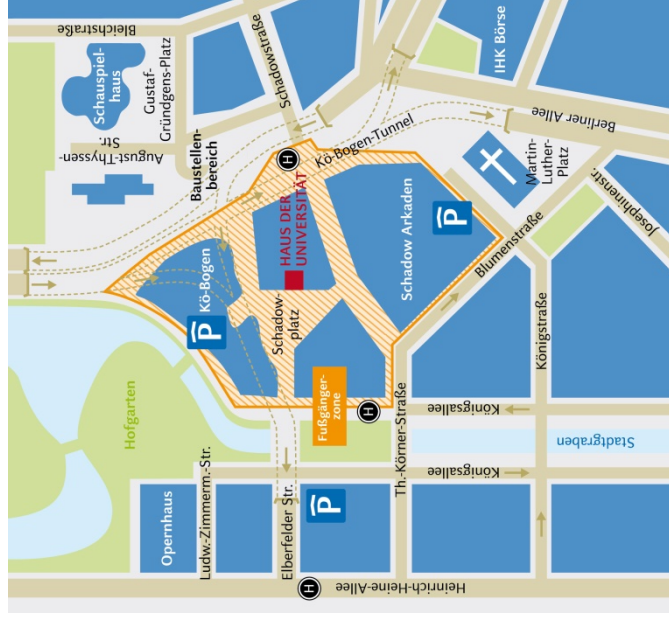 Opernhaus
Ludw.-Zimmerm.-Str.
Elberfelder Str.
P
H
Heinrich-Heine-Allee
Hofgarten
Kö-Bogen
P
Schadow-
platz
Fußgänger-
zone
H
Th.-Körner-Straße
Königsallee
Königsallee
Stadtgraben
Königstraße
Bleichstraße
Schauspiel-
haus
Gustaf-
Gründgens-Platz
August-Thyssen-
Str.
Baustellen-
bereich
Schadowstraße
H
HAUS DER
UNIVERSITÄT
Kö-Bogen-Tunnel
Schadow Arkaden
P
Blumenstraße
Martin-
Luther-
Platz
IHK Börse
Berliner Allee
Josephinenstr.